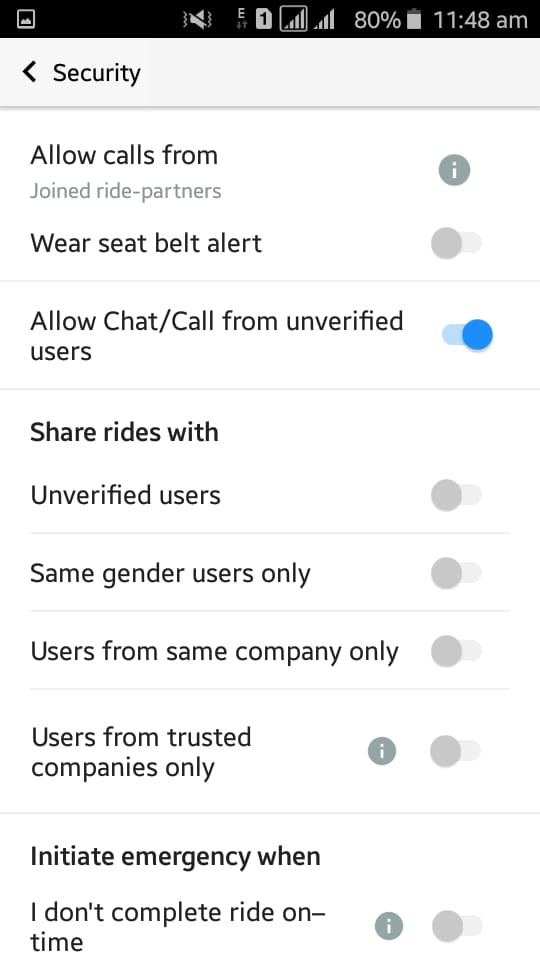 E 1 80% 11:48 am
Security
Allow calls from
i
Joined ride-partners
Wear seat belt alert
Allow Chat/Call from unverified
users
Share rides with
Unverified users
Same gender users only
Users from same company only
Users from trusted
companies only
i
Initiate emergency when
I don't complete ride on–
time
i